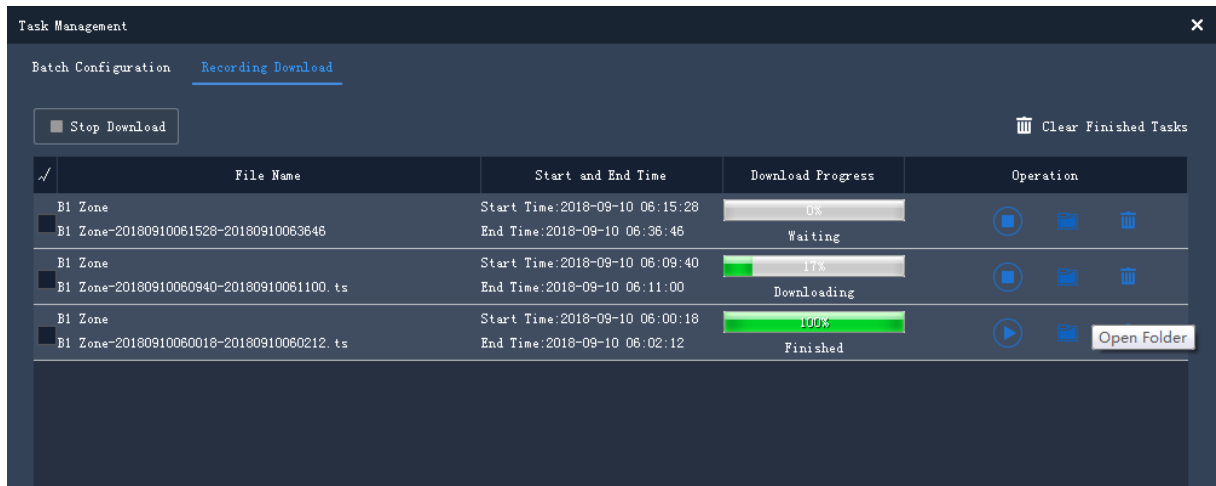 Task Management
Batch Configuration Recording Download
Stop Download Clear Finished Tasks
File Name Start and End Time Download Progress Operation
B1 Zone Start Time:2018-09-10 06:15:28 0%
B1 Zone-20180910061528-20180910063646 End Time:2018-09-10 06:36:46 Waiting
B1 Zone Start Time:2018-09-10 06:09:40 17%
B1 Zone-20180910060940-20180910061100.ts End Time:2018-09-10 06:11:00 Downloading
B1 Zone Start Time:2018-09-10 06:00:18 100%
B1 Zone-20180910060018-20180910060212.ts End Time:2018-09-10 06:02:12 Finished
Open Folder